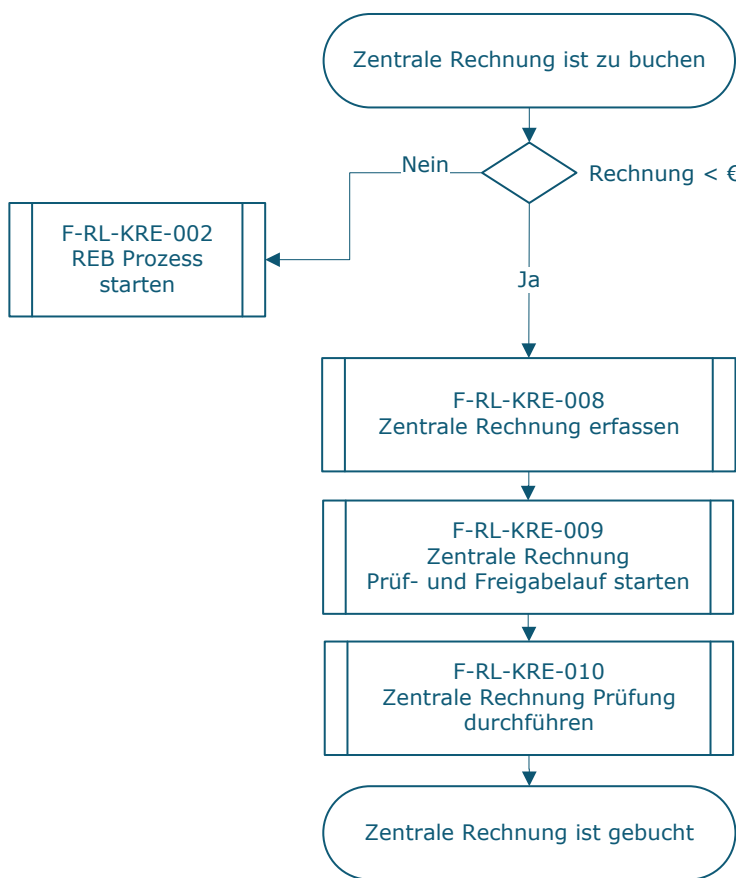 Zentrale Rechnung ist zu buchen
Nein
Rechnung < €
F-RL-KRE-002
REB Prozess
starten
Ja
F-RL-KRE-008
Zentrale Rechnung erfassen
F-RL-KRE-009
Zentrale Rechnung
Prüf- und Freigabelauf starten
F-RL-KRE-010
Zentrale Rechnung Prüfung
durchführen
Zentrale Rechnung ist gebucht